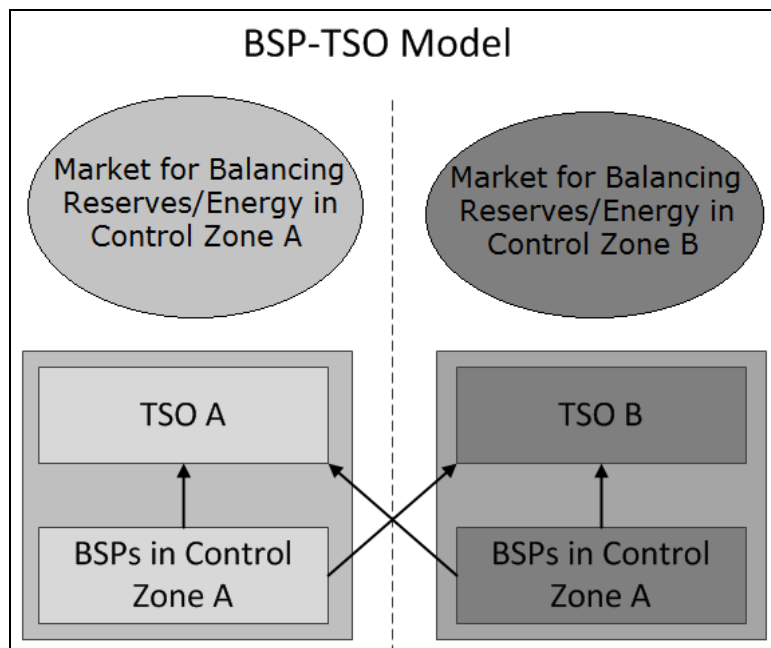 BSP-TSO Model
Market for Balancing
Reserves/Energy in
Control Zone A
Market for Balancing
Reserves/Energy in
Control Zone B
TSO A
TSO B
BSPs in Control
Zone A
BSPs in Control
Zone A